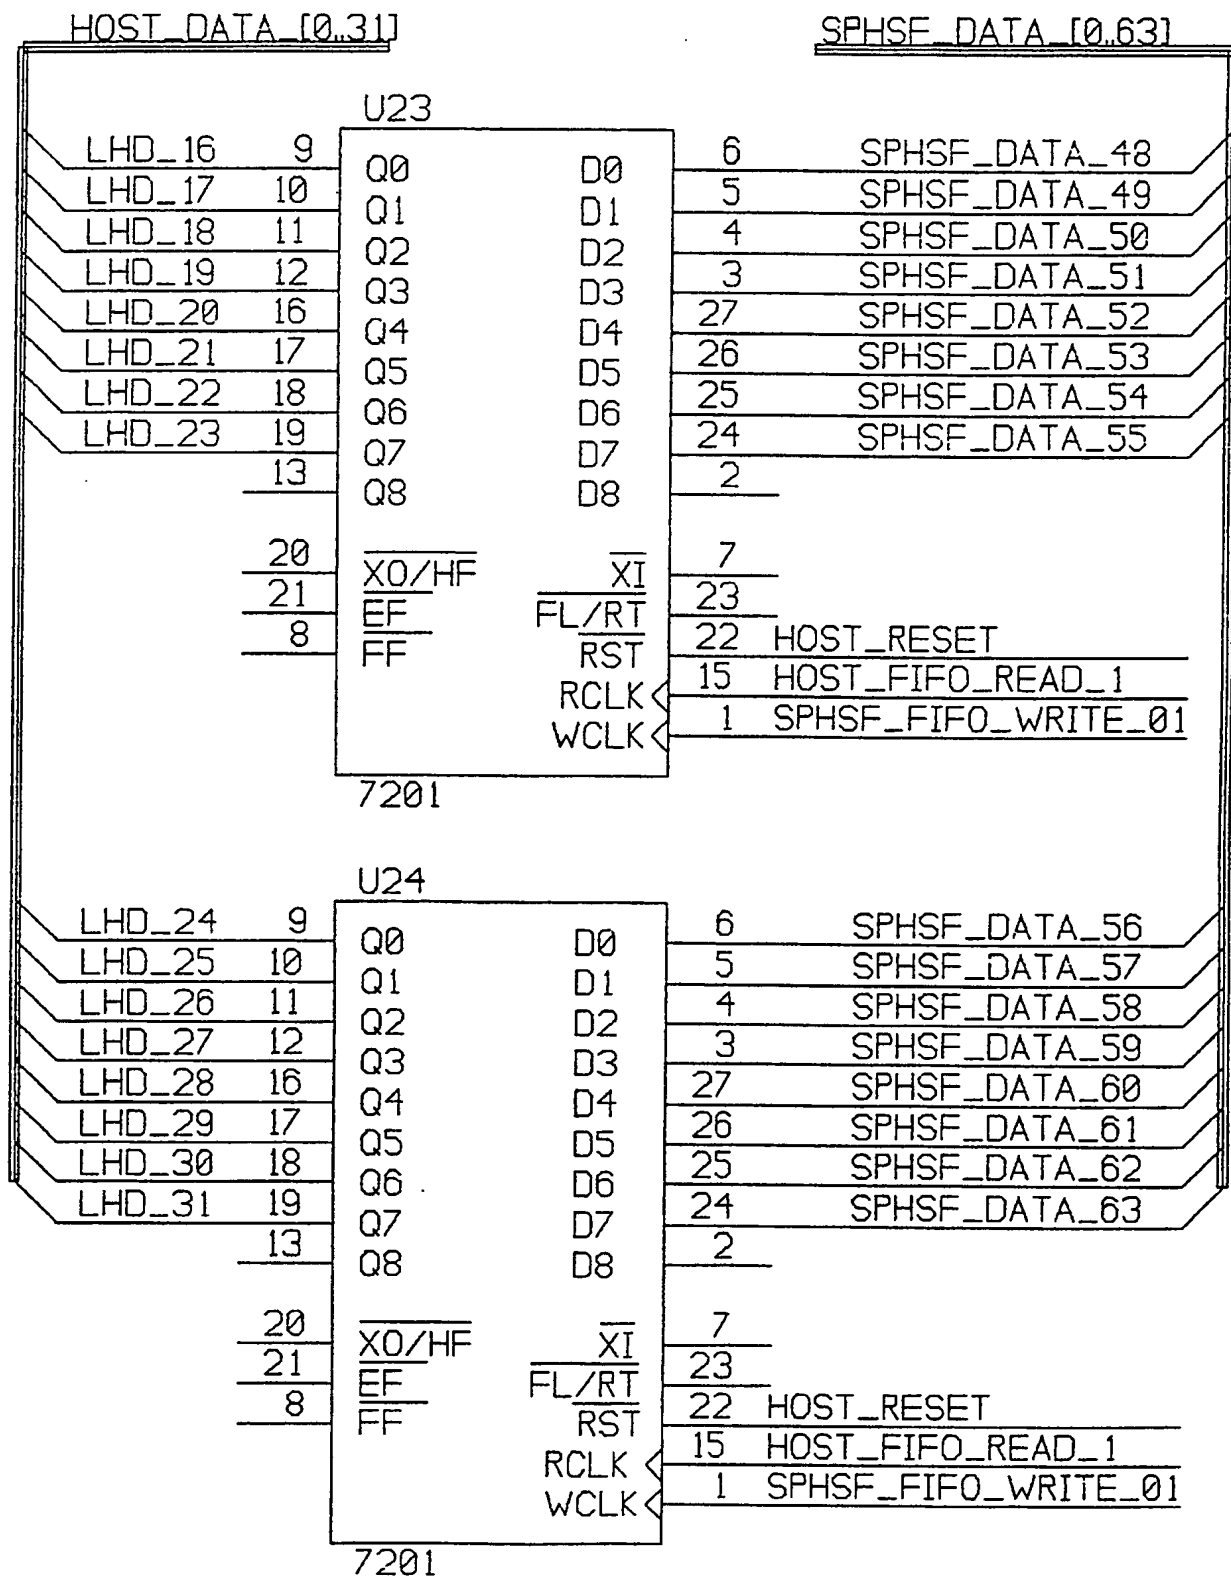 HOST_DATA_[0..31] SPHSF_DATA_[0..63]
U23
LHD_16 9 Q0 D0 6 SPHSF_DATA_48
LHD_17 10 Q1 D1 5 SPHSF_DATA_49
LHD_18 11 Q2 D2 4 SPHSF_DATA_50
LHD_19 12 Q3 D3 3 SPHSF_DATA_51
LHD_20 16 Q4 D4 27 SPHSF_DATA_52
LHD_21 17 Q5 D5 26 SPHSF_DATA_53
LHD_22 18 Q6 D6 25 SPHSF_DATA_54
LHD_23 19 Q7 D7 24 SPHSF_DATA_55
13 Q8 D8 2
20 XO/HF XI 7
21 EF FL/RT 23
8 FF RST 22 HOST_RESET
RCLK 15 HOST_FIFO_READ_1
WCLK 1 SPHSF_FIFO_WRITE_01
7201
U24
LHD_24 9 Q0 D0 6 SPHSF_DATA_56
LHD_25 10 Q1 D1 5 SPHSF_DATA_57
LHD_26 11 Q2 D2 4 SPHSF_DATA_58
LHD_27 12 Q3 D3 3 SPHSF_DATA_59
LHD_28 16 Q4 D4 27 SPHSF_DATA_60
LHD_29 17 Q5 D5 26 SPHSF_DATA_61
LHD_30 18 Q6 D6 25 SPHSF_DATA_62
LHD_31 19 Q7 D7 24 SPHSF_DATA_63
13 Q8 D8 2
20 XO/HF XI 7
21 EF FL/RT 23
8 FF RST 22 HOST_RESET
RCLK 15 HOST_FIFO_READ_1
WCLK 1 SPHSF_FIFO_WRITE_01
7201